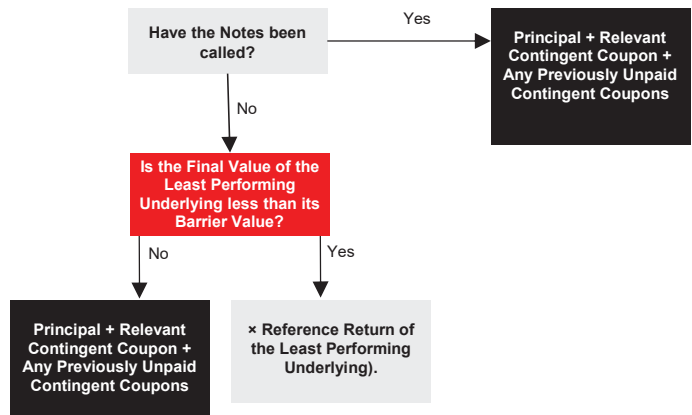 Have the Notes been
called?
Yes
Principal + Relevant
Contingent Coupon +
Any Previously Unpaid
Contingent Coupons
No
Is the Final Value of the
Least Performing
Underlying less than its
Barrier Value?
No
Yes
Principal + Relevant
Contingent Coupon +
Any Previously Unpaid
Contingent Coupons
× Reference Return of
the Least Performing
Underlying).